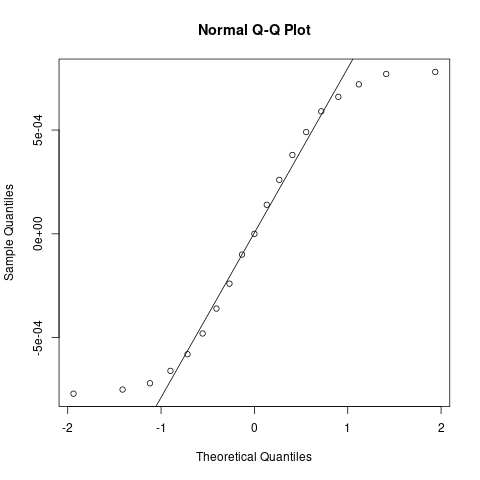 Normal Q-Q Plot
Sample Quantiles
5e-04
0e+00
-5e-04
-2 -1 0 1 2
Theoretical Quantiles